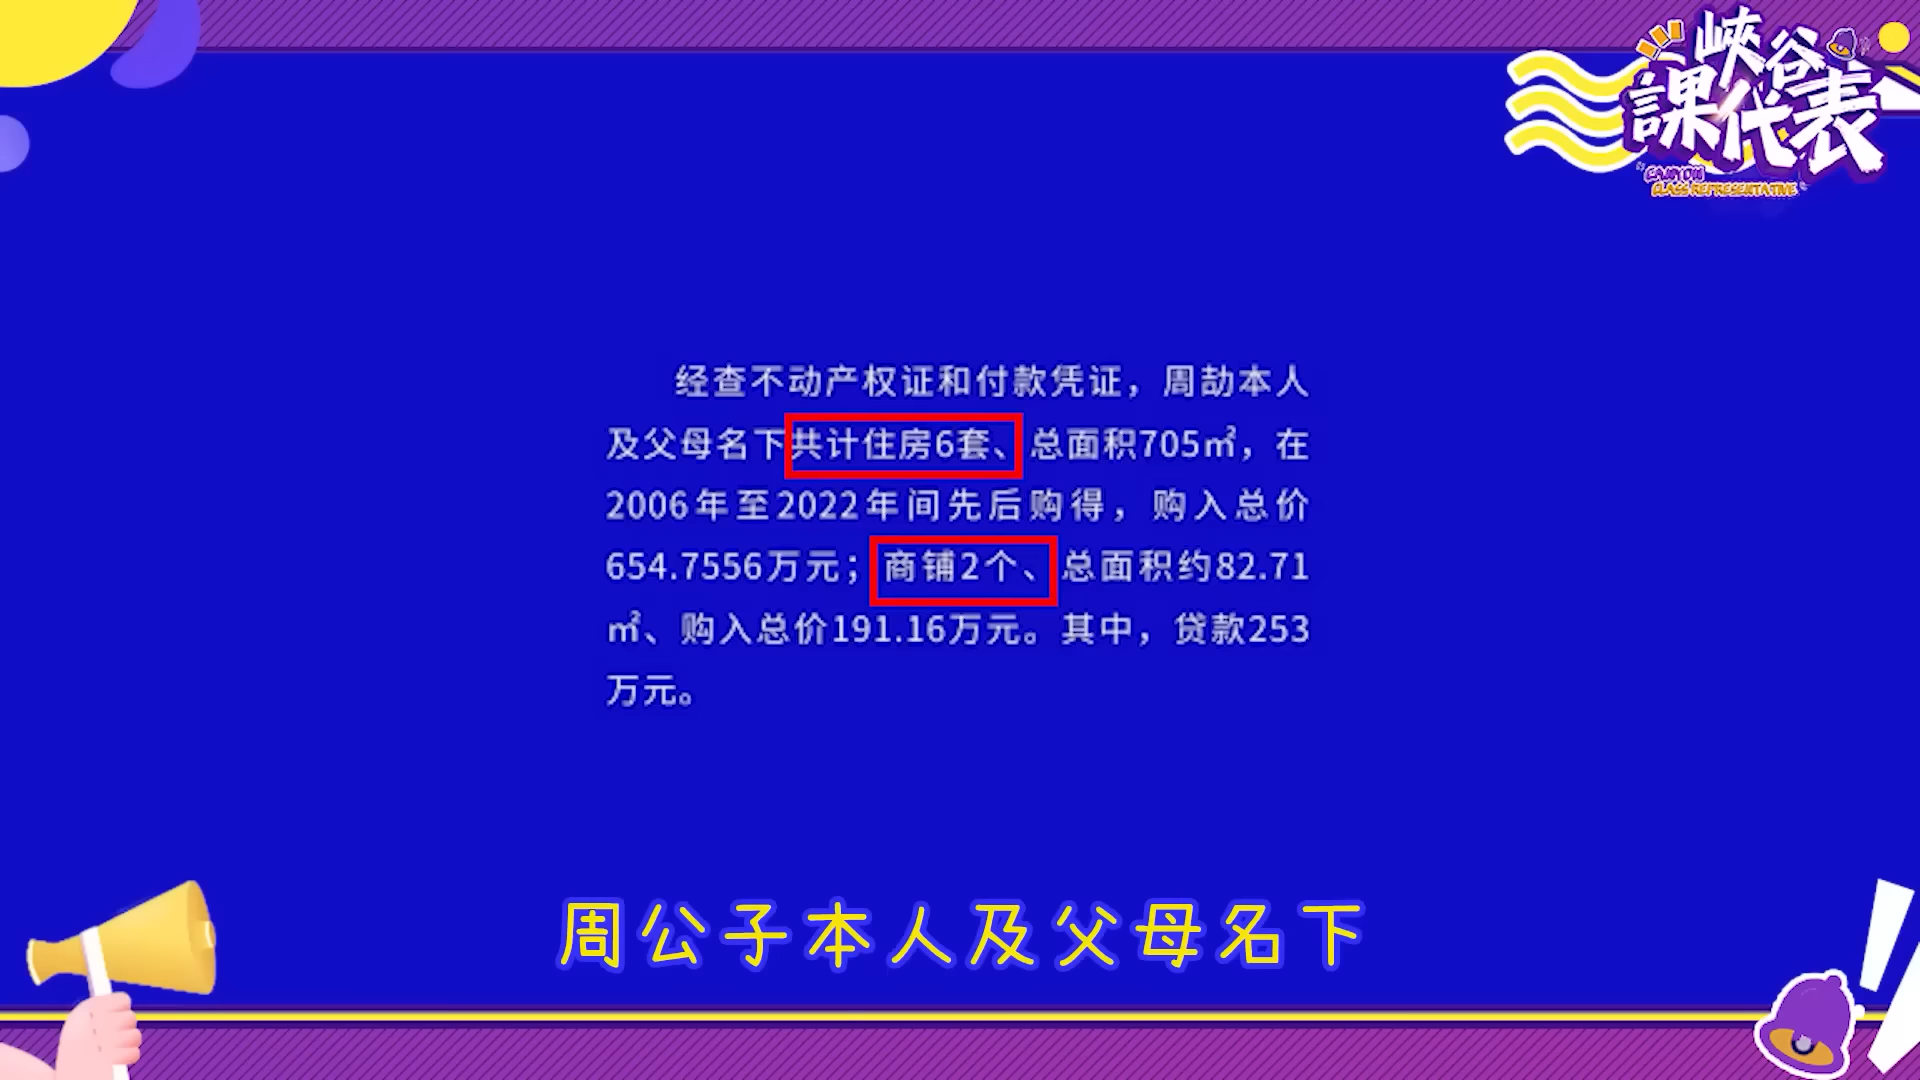 峡谷
課代表
CANYON
CLASS REPRESENTATIVE
经查不动产权证和付款凭证，周劼本人
及父母名下共计住房6套、总面积705㎡，在
2006年至2022年间先后购得，购入总价
654.7556万元；商铺2个、总面积约82.71
㎡、购入总价191.16万元。其中，贷款253
万元。
周公子本人及父母名下